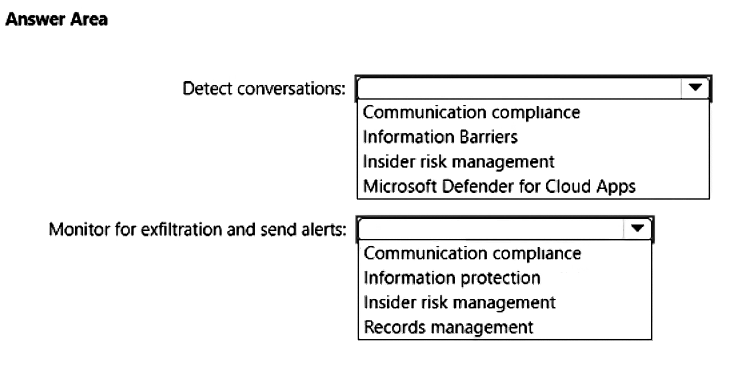 Answer Area
Detect conversations:
Communication compliance
Information Barriers
Insider risk management
Microsoft Defender for Cloud Apps
Monitor for exfiltration and send alerts:
Communication compliance
Information protection
Insider risk management
Records management